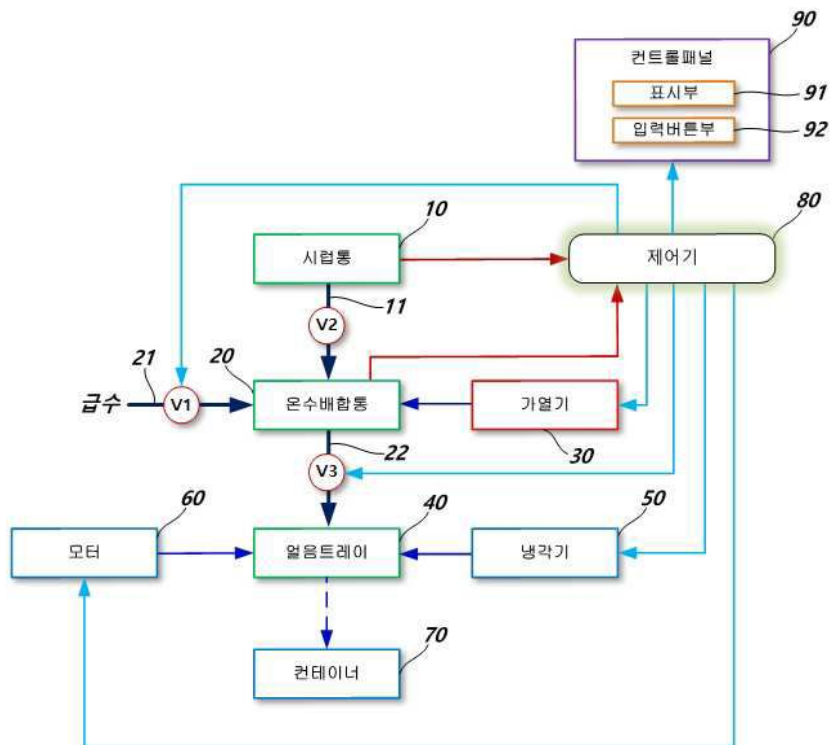 90
컨트롤패널
표시부
91
입력버튼부
92
80
제어기
10
시럽통
11
V2
21
급수
V1
20
온수배합통
가열기
30
22
V3
60
모터
40
얼음트레이
50
냉각기
70
컨테이너